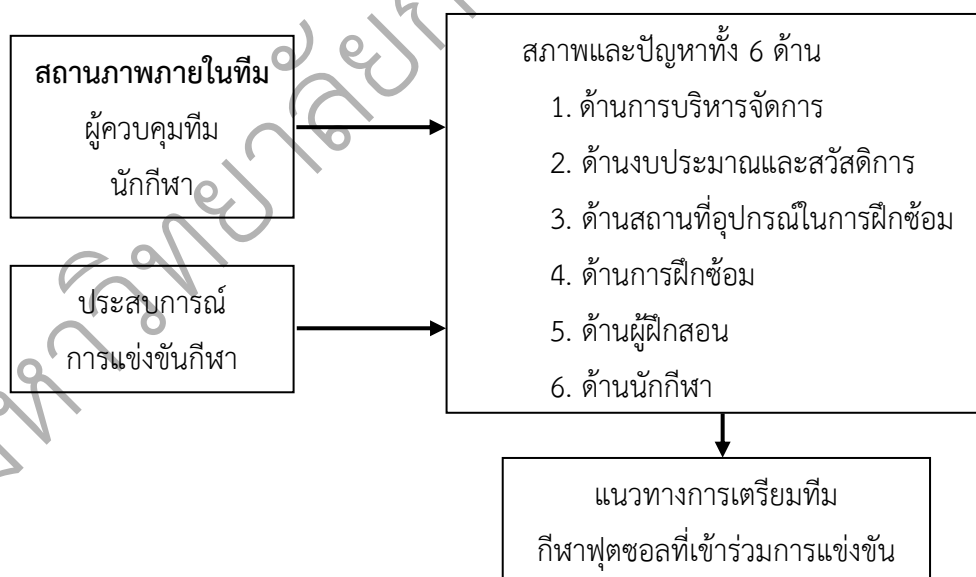 สถานภาพภายในทีม
ผู้ควบคุมทีม
นักกีฬา
ประสบการณ์
การแข่งขันกีฬา
สภาพและปัญหาทั้ง 6 ด้าน
1. ด้านการบริหารจัดการ
2. ด้านงบประมาณและสวัสดิการ
3. ด้านสถานที่อุปกรณ์ในการฝึกซ้อม
4. ด้านการฝึกซ้อม
5. ด้านผู้ฝึกสอน
6. ด้านนักกีฬา
แนวทางการเตรียมทีม
กีฬาฟุตซอลที่เข้าร่วมการแข่งขัน